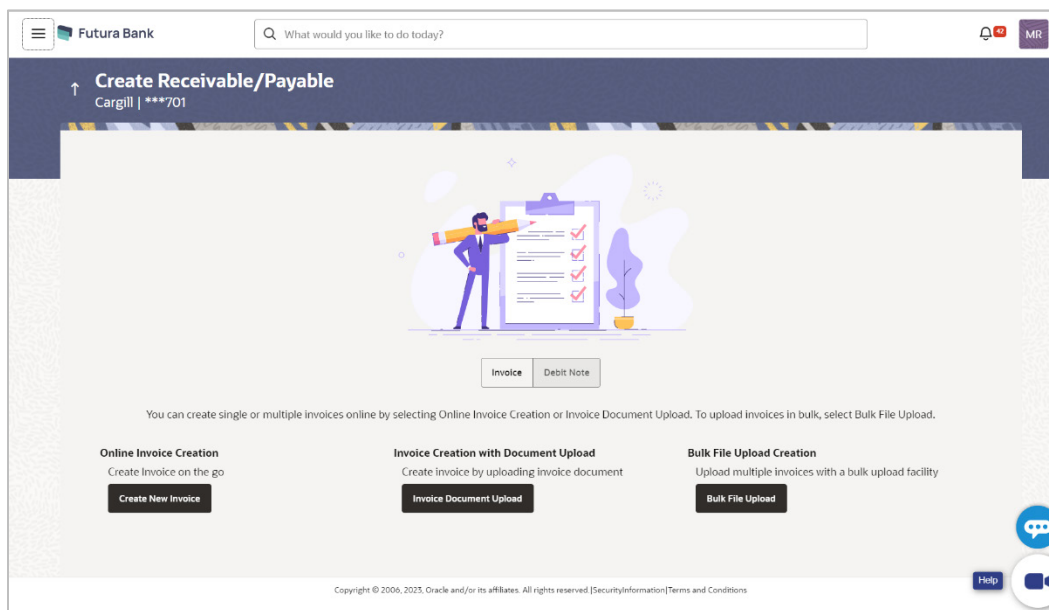 Futura Bank
What would you like to do today?
42
MR
↑ Create Receivable/Payable
Cargill | ***701
Invoice
Debit Note
You can create single or multiple invoices online by selecting Online Invoice Creation or Invoice Document Upload. To upload invoices in bulk, select Bulk File Upload.
Online Invoice Creation
Create Invoice on the go
Create New Invoice
Invoice Creation with Document Upload
Create invoice by uploading invoice document
Invoice Document Upload
Bulk File Upload Creation
Upload multiple invoices with a bulk upload facility
Bulk File Upload
Help
Copyright © 2006, 2023, Oracle and/or its affiliates. All rights reserved.|SecurityInformation|Terms and Conditions